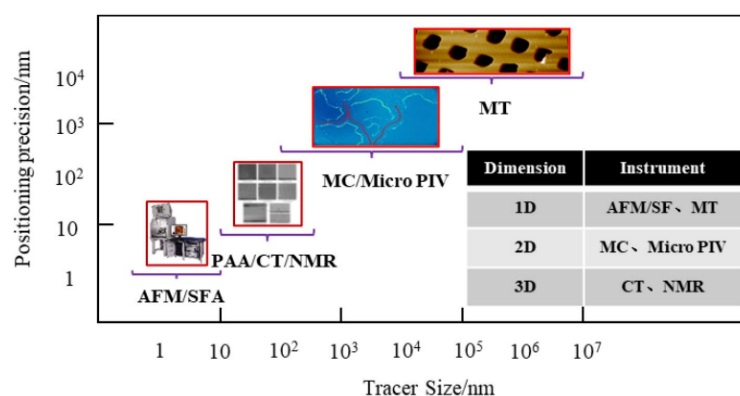 Positioning precision/nm
10⁴
10³
10²
10
1
MT
MC/Micro PIV
PAA/CT/NMR
AFM/SFA
Dimension Instrument
1D AFM/SF、MT
2D MC、Micro PIV
3D CT、NMR
1 10 10² 10³ 10⁴ 10⁵ 10⁶ 10⁷
Tracer Size/nm